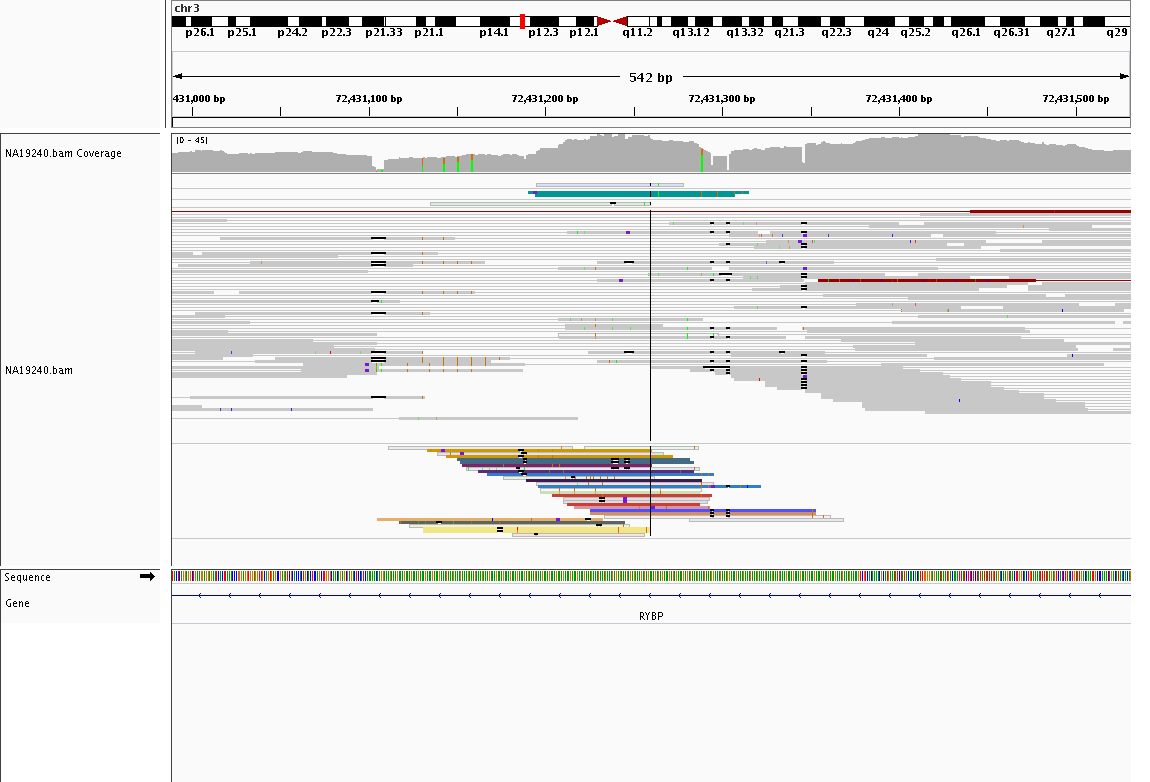 chr3
p26.1 p25.1 p24.2 p22.3 p21.33 p21.1 p14.1 p12.3 p12.1 q11.2 q13.12 q13.32 q21.3 q22.3 q24 q25.2 q26.1 q26.31 q27.1 q29
542 bp
431,000 bp 72,431,100 bp 72,431,200 bp 72,431,300 bp 72,431,400 bp 72,431,500 bp
[0 - 45]
NA19240.bam Coverage
NA19240.bam
Sequence
Gene
RYBP